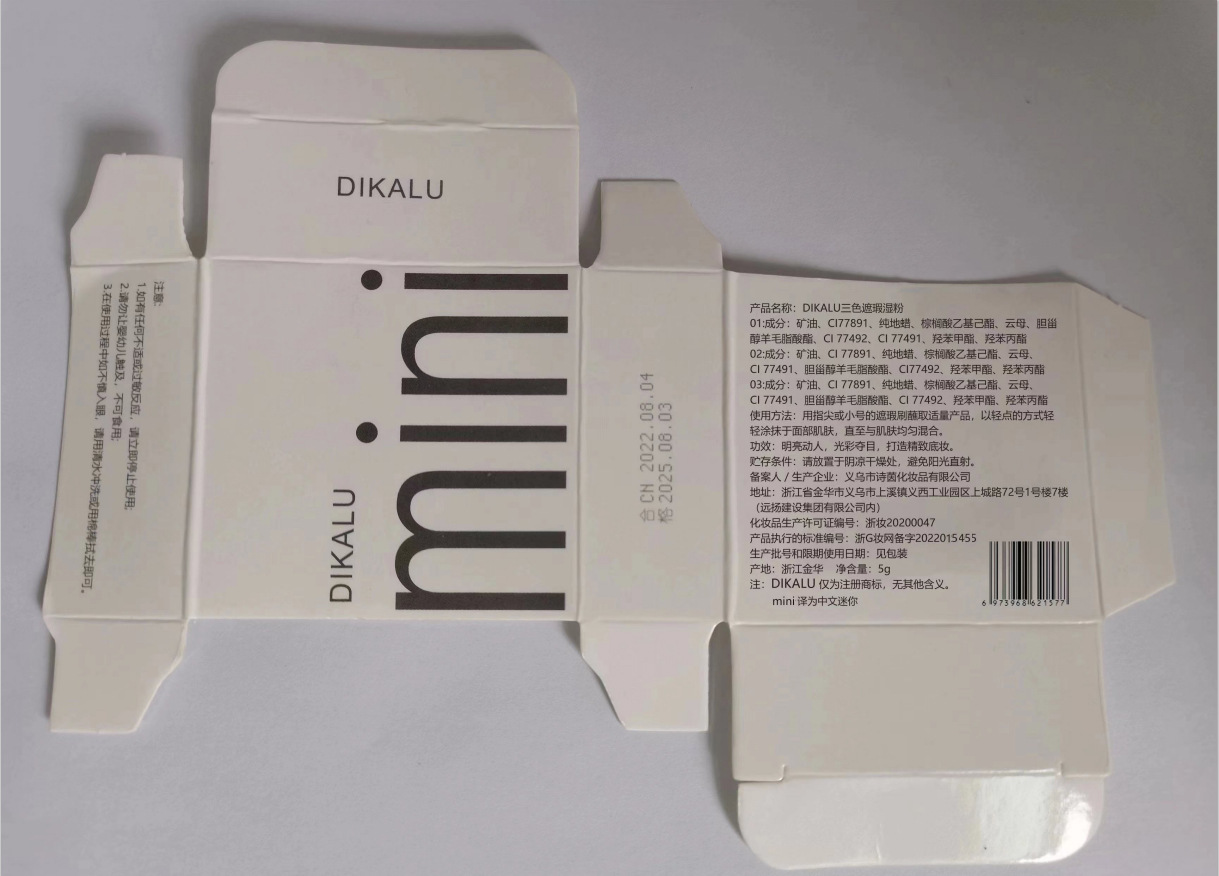 DIKALU
注意:
1.如有任何不适或过敏反应，请立即停止使用;
2.请勿让婴幼儿触及，不可食用;
3.在使用过程中如不慎入眼，请用清水冲洗或用棉棒拭去即可。
DIKALU
mini
合 CN 2022.08.04
格 2025.08.03
产品名称：DIKALU三色遮瑕湿粉
01:成分：矿油、CI77891、纯地蜡、棕榈酸乙基己酯、云母、胆甾
醇羊毛脂酸酯、CI 77492、CI 77491、羟苯甲酯、羟苯丙酯
02:成分：矿油、CI 77891、纯地蜡、棕榈酸乙基己酯、云母、
CI 77491、胆甾醇羊毛脂酸酯、CI77492、羟苯甲酯、羟苯丙酯
03:成分：矿油、CI 77891、纯地蜡、棕榈酸乙基己酯、云母、
CI 77491、胆甾醇羊毛脂酸酯、CI 77492、羟苯甲酯、羟苯丙酯
使用方法：用指尖或小号的遮瑕刷蘸取适量产品，以轻点的方式轻
轻涂抹于面部肌肤，直至与肌肤均匀混合。
功效：明亮动人，光彩夺目，打造精致底妆。
贮存条件：请放置于阴凉干燥处，避免阳光直射。
备案人 / 生产企业：义乌市诗茵化妆品有限公司
地址：浙江省金华市义乌市上溪镇义西工业园区上城路72号1号楼7楼
（远扬建设集团有限公司内）
化妆品生产许可证编号：浙妆20200047
产品执行的标准编号：浙G妆网备字2022015455
生产批号和限期使用日期：见包装
产地：浙江金华 净含量：5g
注：DIKALU 仅为注册商标，无其他含义。
mini 译为中文迷你
6 973968 621577